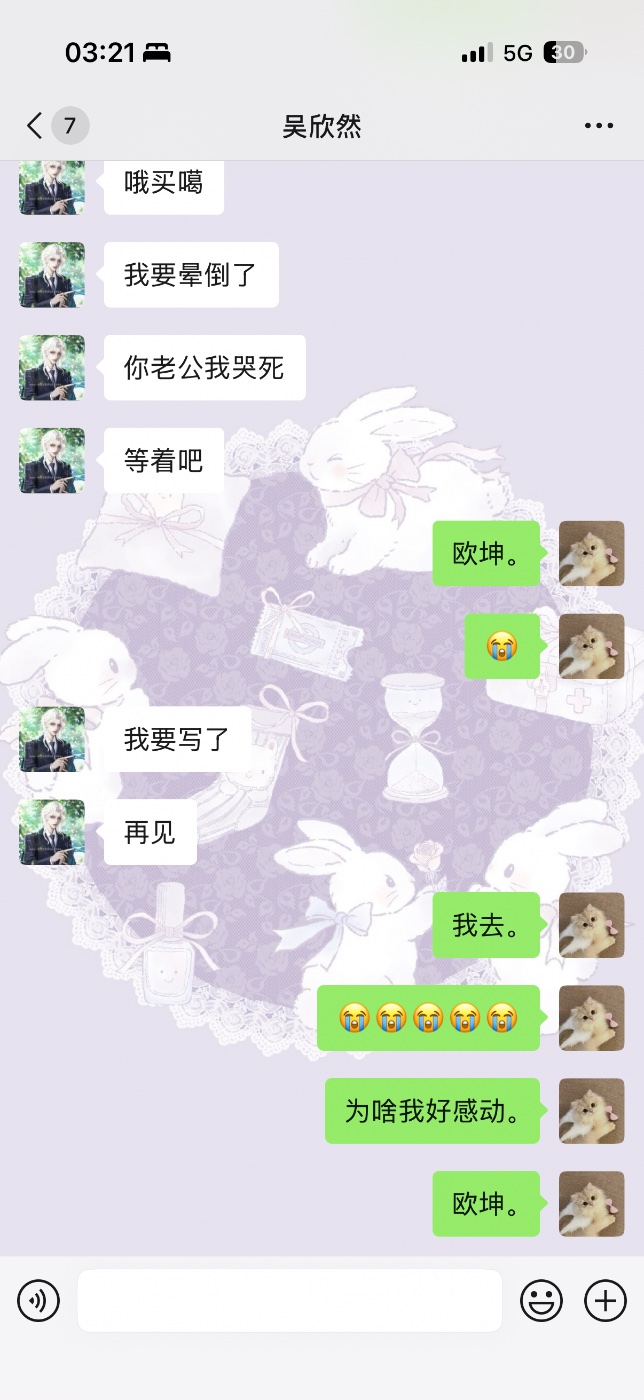 03:21
5G
30
7
吴欣然
哦买噶
我要晕倒了
你老公我哭死
等着吧
欧坤。
😭
我要写了
再见
我去。
😭😭😭😭😭
为啥我好感动。
欧坤。